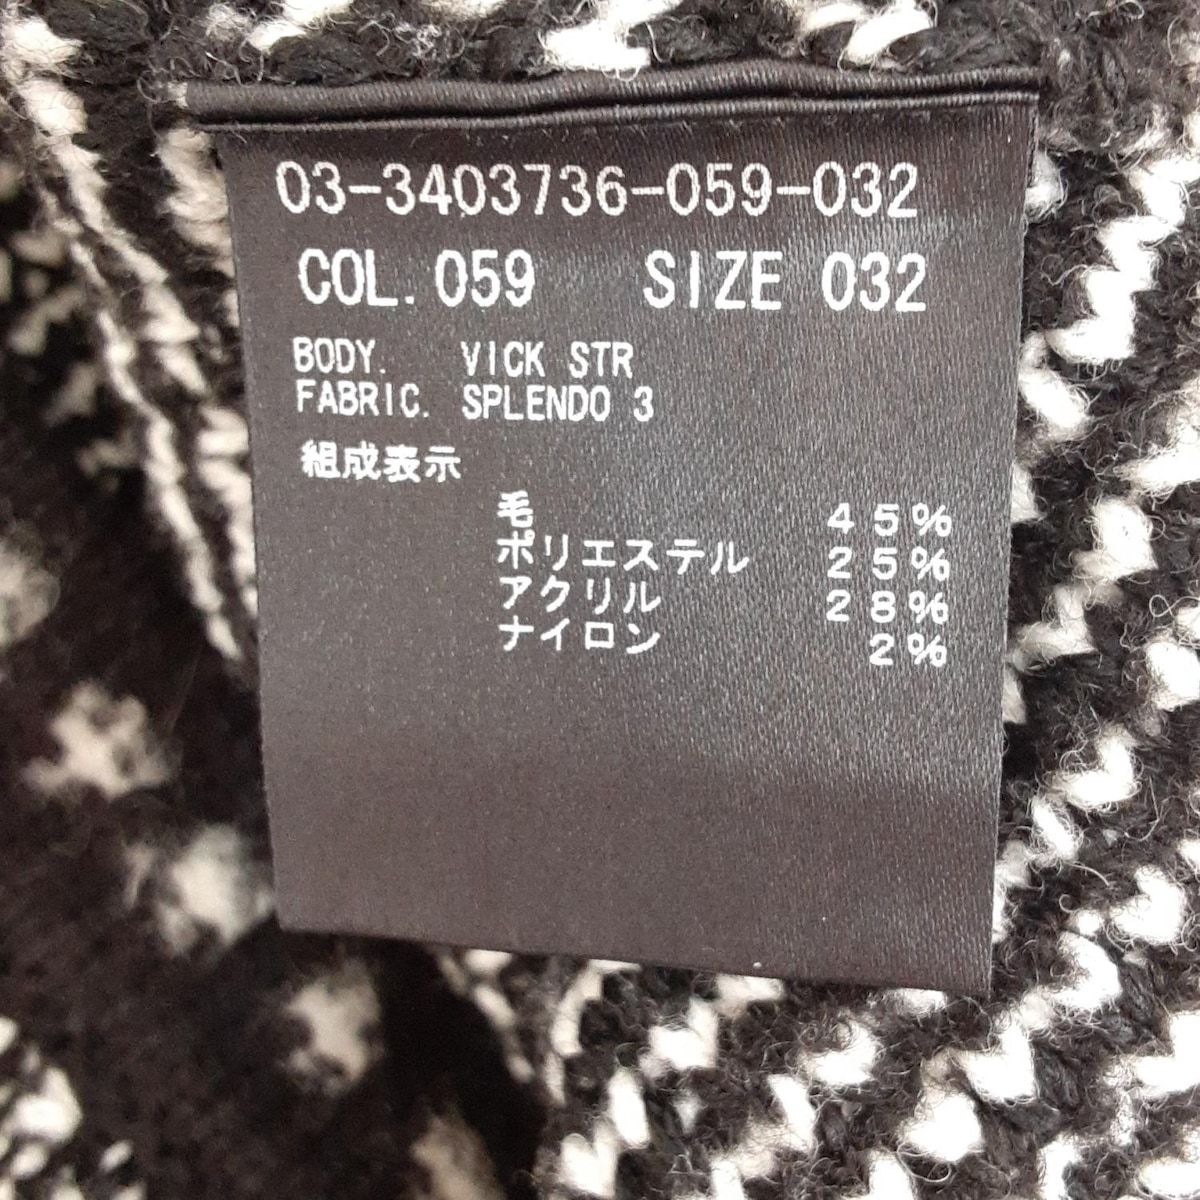 03-3403736-059-032
COL. 059 SIZE 032
BODY. VICK STR
FABRIC. SPLENDO 3
組成表示
毛 45%
ポリエステル 25%
アクリル 28%
ナイロン 2%